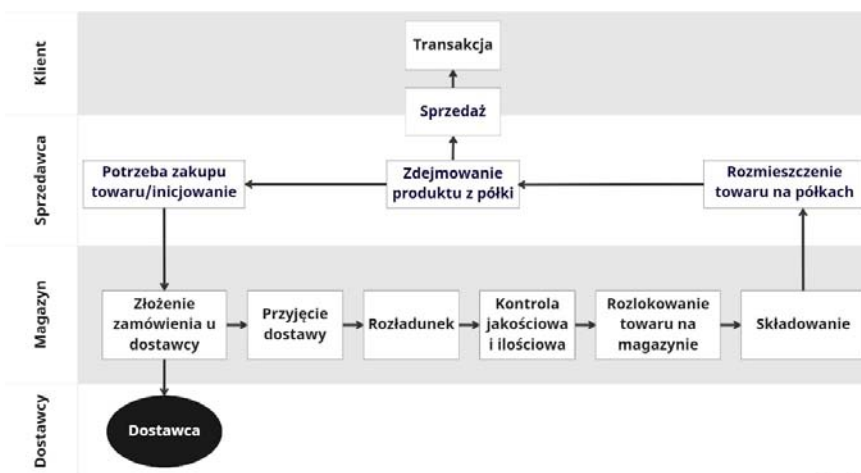 Klient
Transakcja
Sprzedaż
Sprzedawca
Potrzeba zakupu
towaru/inicjowanie
Zdejmowanie
produktu z półki
Rozmieszczenie
towaru na półkach
Magazyn
Złożenie
zamówienia u
dostawcy
Przyjęcie
dostawy
Rozładunek
Kontrola
jakościowa
i ilościowa
Rozlokowanie
towaru na
magazynie
Składowanie
Dostawcy
Dostawca